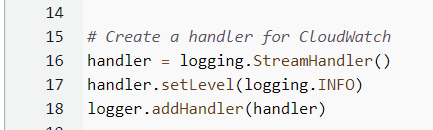 14
15 # Create a handler for CloudWatch
16 handler = logging.StreamHandler()
17 handler.setLevel(logging.INFO)
18 logger.addHandler(handler)